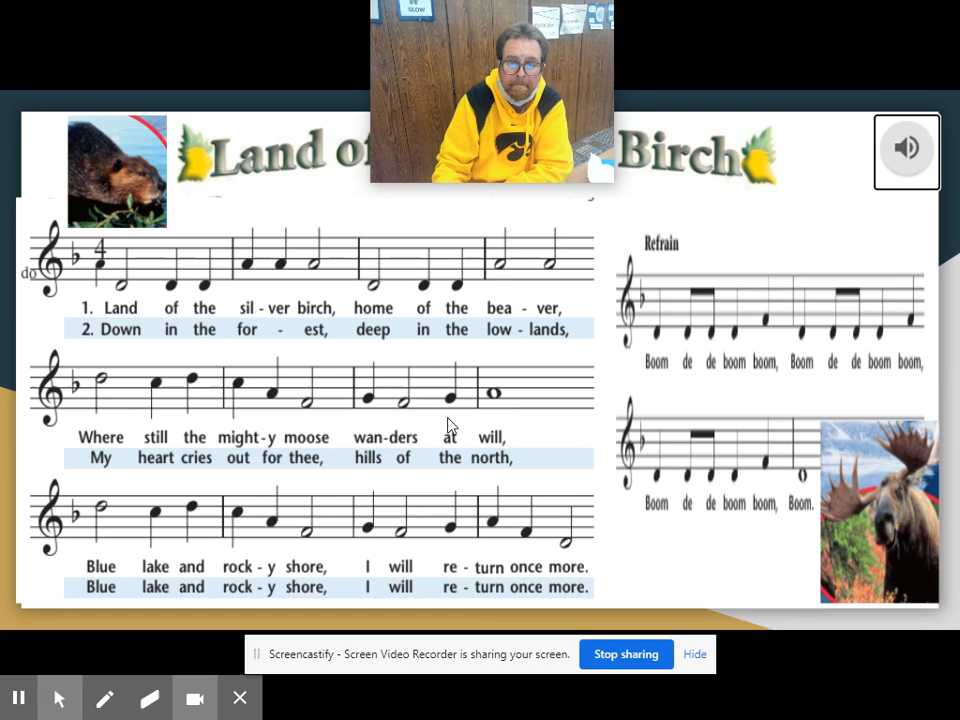 SLOW
Land of Birch
do
4
1. Land of the sil - ver birch, home of the bea - ver,
2. Down in the for - est, deep in the low - lands,
Where still the might-y moose wan-ders at will,
My heart cries out for thee, hills of the north,
Blue lake and rock - y shore, I will re - turn once more.
Blue lake and rock - y shore, I will re - turn once more.
Refrain
Boom de de boom boom, Boom de de boom boom,
Boom de de boom boom, Boom.
Screencastify - Screen Video Recorder is sharing your screen.
Stop sharing
Hide